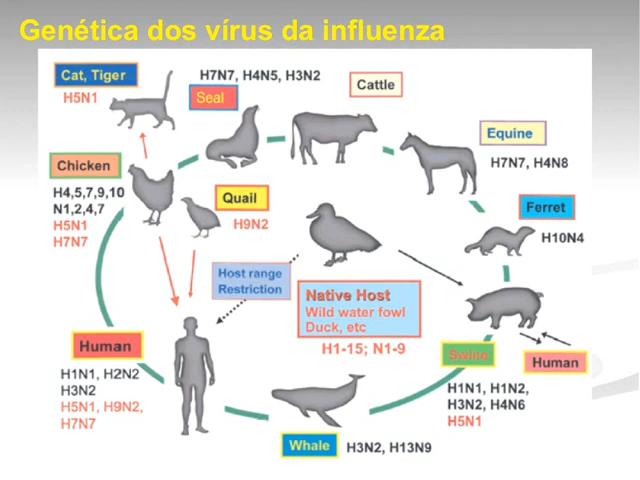 Genética dos vírus da influenza
Cat, Tiger
H5N1
H7N7, H4N5, H3N2
Seal
Cattle
Equine
H7N7, H4N8
Chicken
H4,5,7,9,10
N1,2,4,7
H5N1
H7N7
Quail
H9N2
Ferret
H10N4
Host range
Restriction
Native Host
Wild water fowl
Duck, etc
H1-15; N1-9
Human
H1N1, H2N2
H3N2
H5N1, H9N2,
H7N7
Swine
Human
H1N1, H1N2,
H3N2, H4N6
H5N1
Whale
H3N2, H13N9